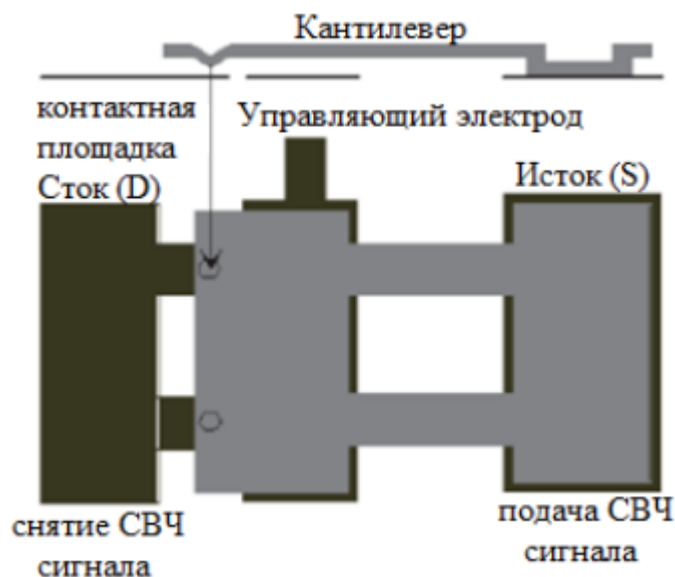 Кантилевер
контактная
площадка
Управляющий электрод
Сток (D)
Исток (S)
снятие СВЧ
сигнала
подача СВЧ
сигнала